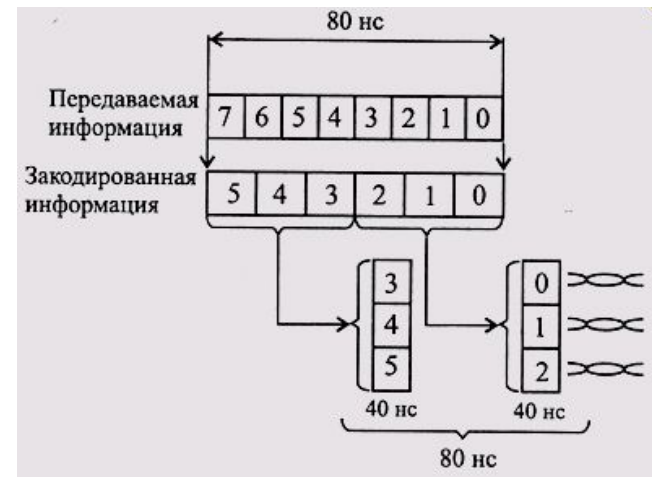 80 нс
Передаваемая
информация
7 6 5 4 3 2 1 0
Закодированная
информация
5 4 3 2 1 0
3 0
4 1
5 2
40 нс 40 нс
80 нс